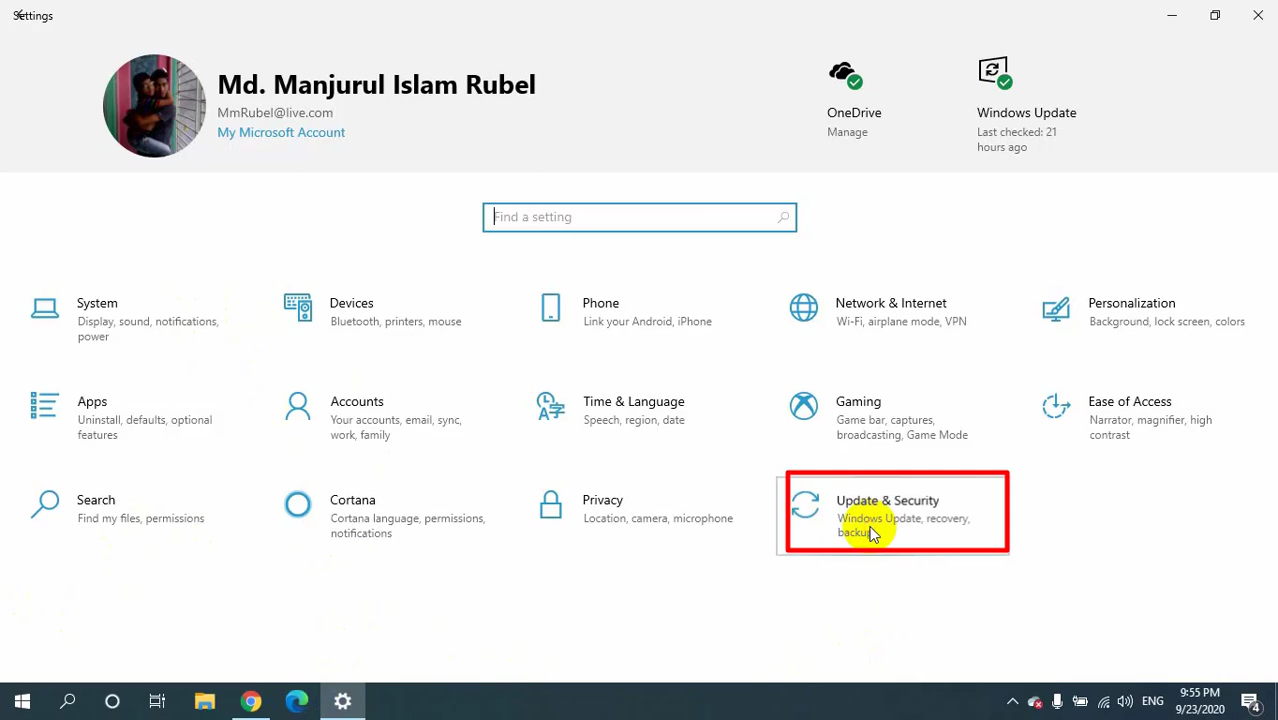 Settings
Md. Manjurul Islam Rubel
MmRubel@live.com
My Microsoft Account
OneDrive
Manage
Windows Update
Last checked: 21
hours ago
Find a setting
System
Display, sound, notifications,
power
Devices
Bluetooth, printers, mouse
Phone
Link your Android, iPhone
Network & Internet
Wi-Fi, airplane mode, VPN
Personalization
Background, lock screen, colors
Apps
Uninstall, defaults, optional
features
Accounts
Your accounts, email, sync,
work, family
Time & Language
Speech, region, date
Gaming
Game bar, captures,
broadcasting, Game Mode
Ease of Access
Narrator, magnifier, high
contrast
Search
Find my files, permissions
Cortana
Cortana language, permissions,
notifications
Privacy
Location, camera, microphone
Update & Security
Windows Update, recovery,
backup
ENG
9:55 PM
9/23/2020
4